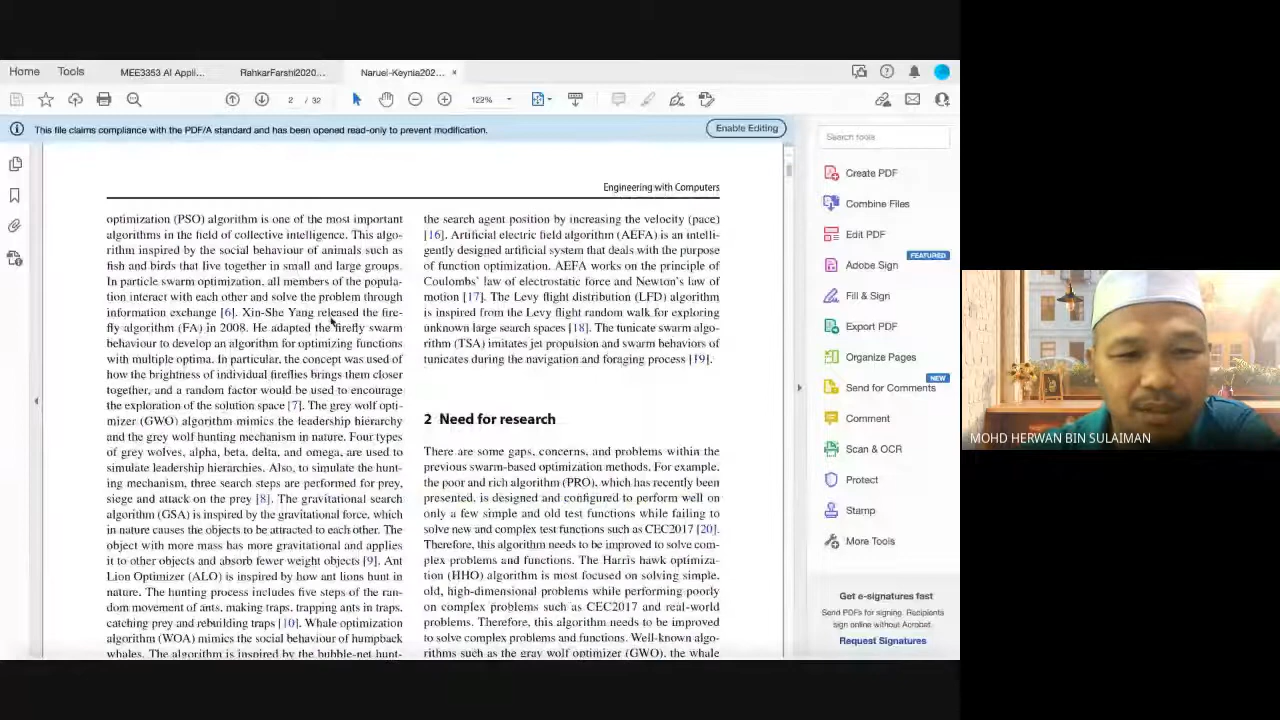 Home
Tools
MEE3353 AI Appli...
RahkarFarshi2020...
Naruei-Keynia202...
×
2 / 32
122%
This file claims compliance with the PDF/A standard and has been opened read-only to prevent modification.
Enable Editing
Engineering with Computers
optimization (PSO) algorithm is one of the most important
algorithms in the field of collective intelligence. This algo-
rithm inspired by the social behaviour of animals such as
fish and birds that live together in small and large groups.
In particle swarm optimization, all members of the popula-
tion interact with each other and solve the problem through
information exchange [6]. Xin-She Yang released the fire-
fly algorithm (FA) in 2008. He adapted the firefly swarm
behaviour to develop an algorithm for optimizing functions
with multiple optima. In particular, the concept was used of
how the brightness of individual fireflies brings them closer
together, and a random factor would be used to encourage
the exploration of the solution space [7]. The grey wolf opti-
mizer (GWO) algorithm mimics the leadership hierarchy
and the grey wolf hunting mechanism in nature. Four types
of grey wolves, alpha, beta, delta, and omega, are used to
simulate leadership hierarchies. Also, to simulate the hunt-
ing mechanism, three search steps are performed for prey,
siege and attack on the prey [8]. The gravitational search
algorithm (GSA) is inspired by the gravitational force, which
in nature causes the objects to be attracted to each other. The
object with more mass has more gravitational and applies
it to other objects and absorb fewer weight objects [9]. Ant
Lion Optimizer (ALO) is inspired by how ant lions hunt in
nature. The hunting process includes five steps of the ran-
dom movement of ants, making traps, trapping ants in traps,
catching prey and rebuilding traps [10]. Whale optimization
algorithm (WOA) mimics the social behaviour of humpback
whales. The algorithm is inspired by the bubble-net hunt-
the search agent position by increasing the velocity (pace)
[16]. Artificial electric field algorithm (AEFA) is an intelli-
gently designed artificial system that deals with the purpose
of function optimization. AEFA works on the principle of
Coulombs' law of electrostatic force and Newton's law of
motion [17]. The Levy flight distribution (LFD) algorithm
is inspired from the Levy flight random walk for exploring
unknown large search spaces [18]. The tunicate swarm algo-
rithm (TSA) imitates jet propulsion and swarm behaviors of
tunicates during the navigation and foraging process [19].
2 Need for research
There are some gaps, concerns, and problems within the
previous swarm-based optimization methods. For example,
the poor and rich algorithm (PRO), which has recently been
presented, is designed and configured to perform well on
only a few simple and old test functions while failing to
solve new and complex test functions such as CEC2017 [20].
Therefore, this algorithm needs to be improved to solve com-
plex problems and functions. The Harris hawk optimiza-
tion (HHO) algorithm is most focused on solving simple,
old, high-dimensional problems while performing poorly
on complex problems such as CEC2017 and real-world
problems. Therefore, this algorithm needs to be improved
to solve complex problems and functions. Well-known algo-
rithms such as the gray wolf optimizer (GWO), the whale
Search tools
Create PDF
Combine Files
Edit PDF
FEATURED
Adobe Sign
Fill & Sign
Export PDF
Organize Pages
NEW
Send for Comments
Comment
Scan & OCR
Protect
Stamp
More Tools
Get e-signatures fast
Send PDFs for signing. Recipients
sign online without Acrobat.
Request Signatures
MOHD HERWAN BIN SULAIMAN